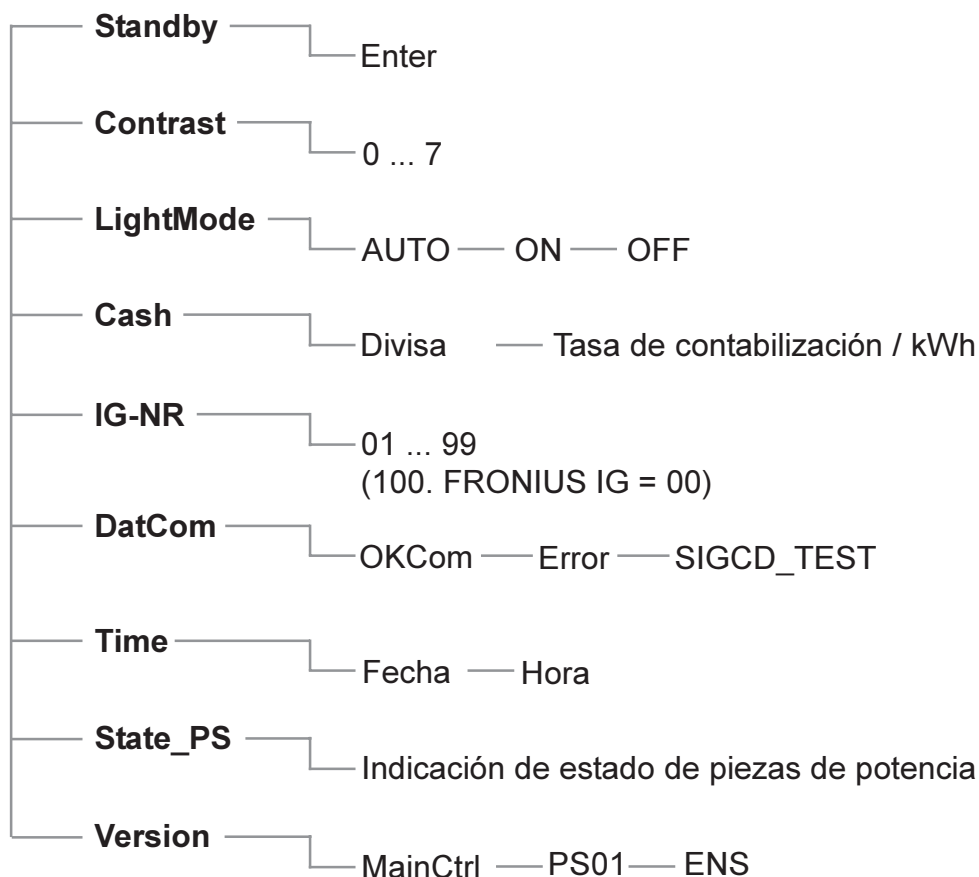 Standby
Enter
Contrast
0 ... 7
LightMode
AUTO ON OFF
Cash
Divisa Tasa de contabilización / kWh
IG-NR
01 ... 99
(100. FRONIUS IG = 00)
DatCom
OKCom Error SIGCD_TEST
Time
Fecha Hora
State_PS
Indicación de estado de piezas de potencia
Version
MainCtrl PS01 ENS